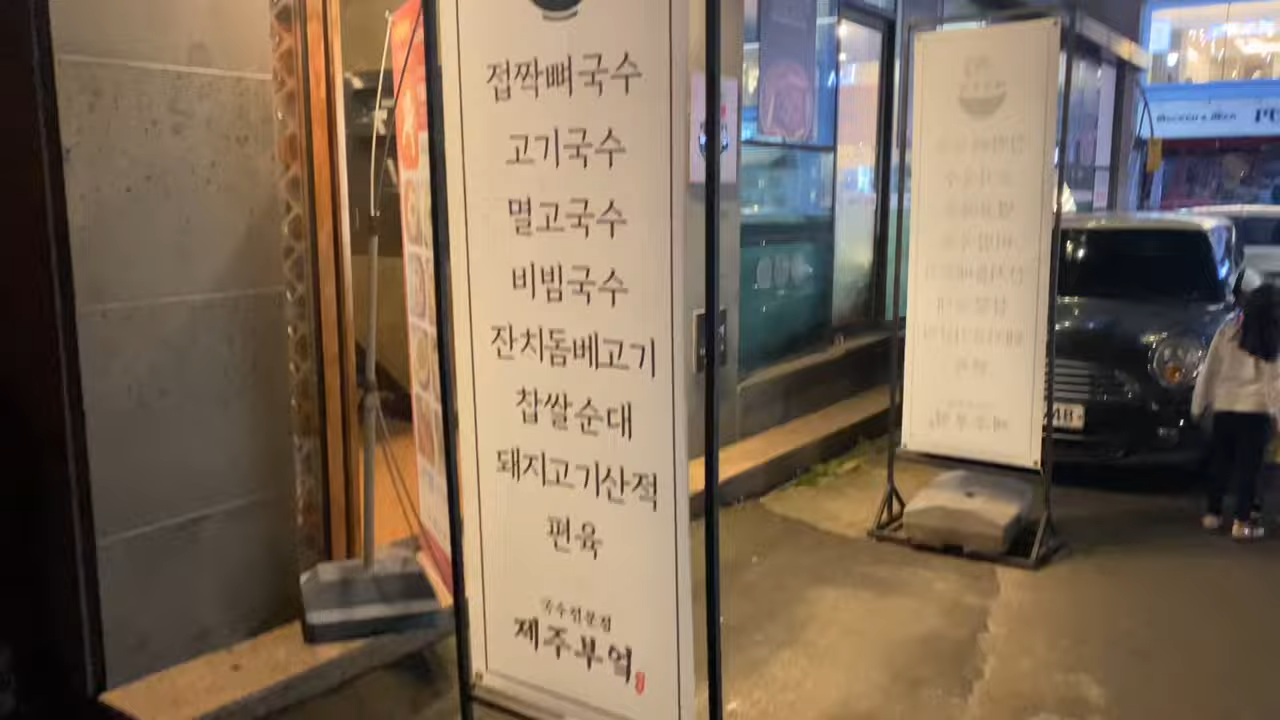 접짝뼈국수
고기국수
멸고국수
비빔국수
잔치돔베고기
찹쌀순대
돼지고기산적
편육
국수전문점
제주부엌